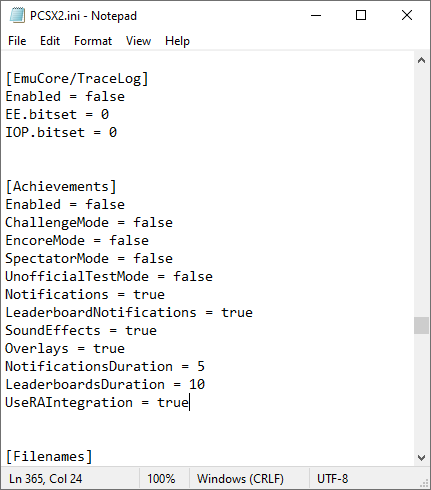 PCSX2.ini - Notepad
File Edit Format View Help
[EmuCore/TraceLog]
Enabled = false
EE.bitset = 0
IOP.bitset = 0
[Achievements]
Enabled = false
ChallengeMode = false
EncoreMode = false
SpectatorMode = false
UnofficialTestMode = false
Notifications = true
LeaderboardNotifications = true
SoundEffects = true
Overlays = true
NotificationsDuration = 5
LeaderboardsDuration = 10
UseRAIntegration = true
[Filenames]
Ln 365, Col 24 100% Windows (CRLF) UTF-8